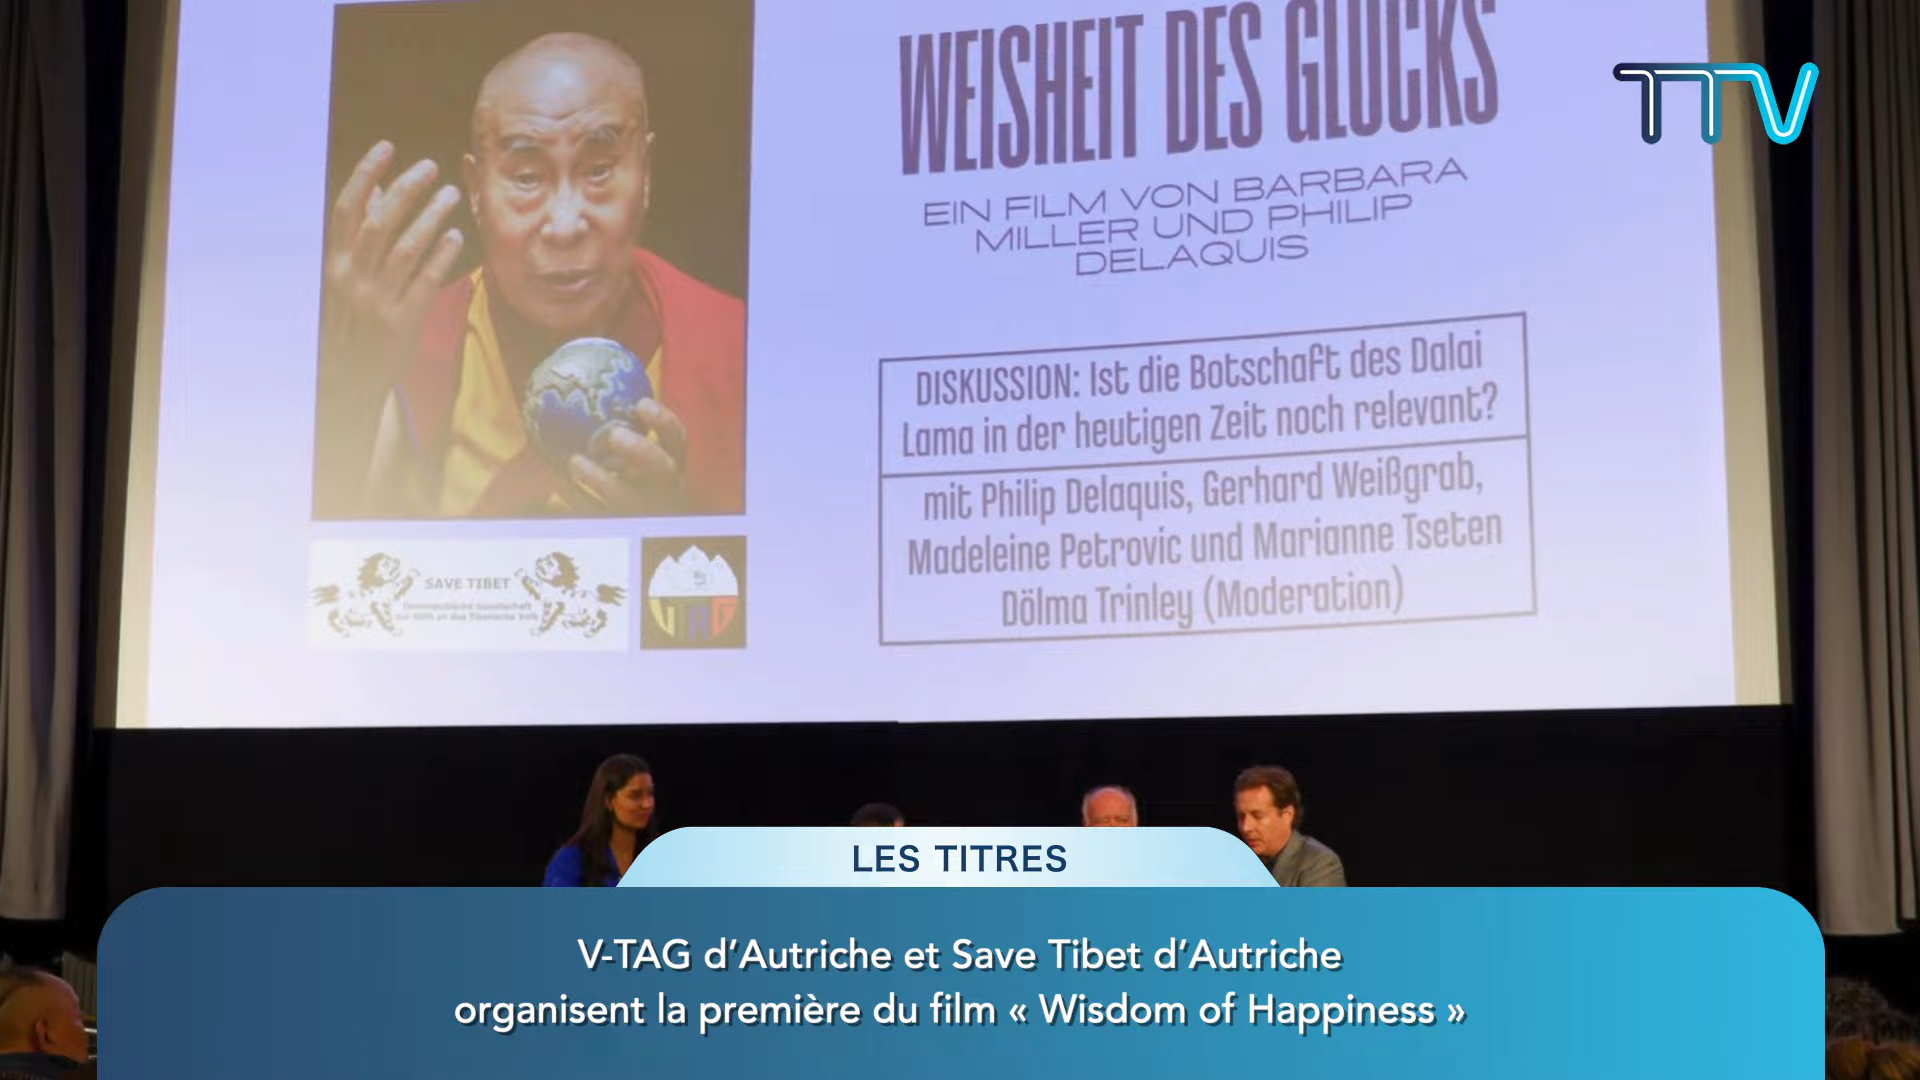 WEISHEIT DES GLÜCKS
EIN FILM VON BARBARA
MILLER UND PHILIP
DELAQUIS
TTV
DISKUSSION: Ist die Botschaft des Dalai
Lama in der heutigen Zeit noch relevant?
mit Philip Delaquis, Gerhard Weißgrab,
Madeleine Petrovic und Marianne Tseten
Dölma Trinley (Moderation)
SAVE TIBET
VTAG
LES TITRES
V-TAG d’Autriche et Save Tibet d’Autriche
organisent la première du film « Wisdom of Happiness »